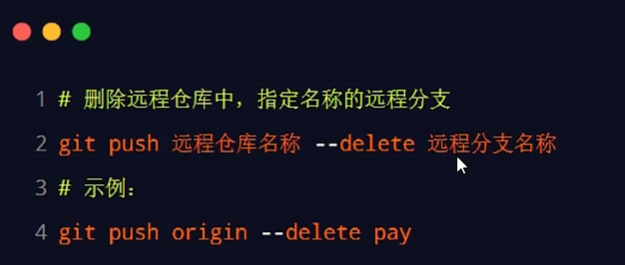 1 # 删除远程仓库中，指定名称的远程分支
2 git push 远程仓库名称 --delete 远程分支名称
3 # 示例：
4 git push origin --delete pay